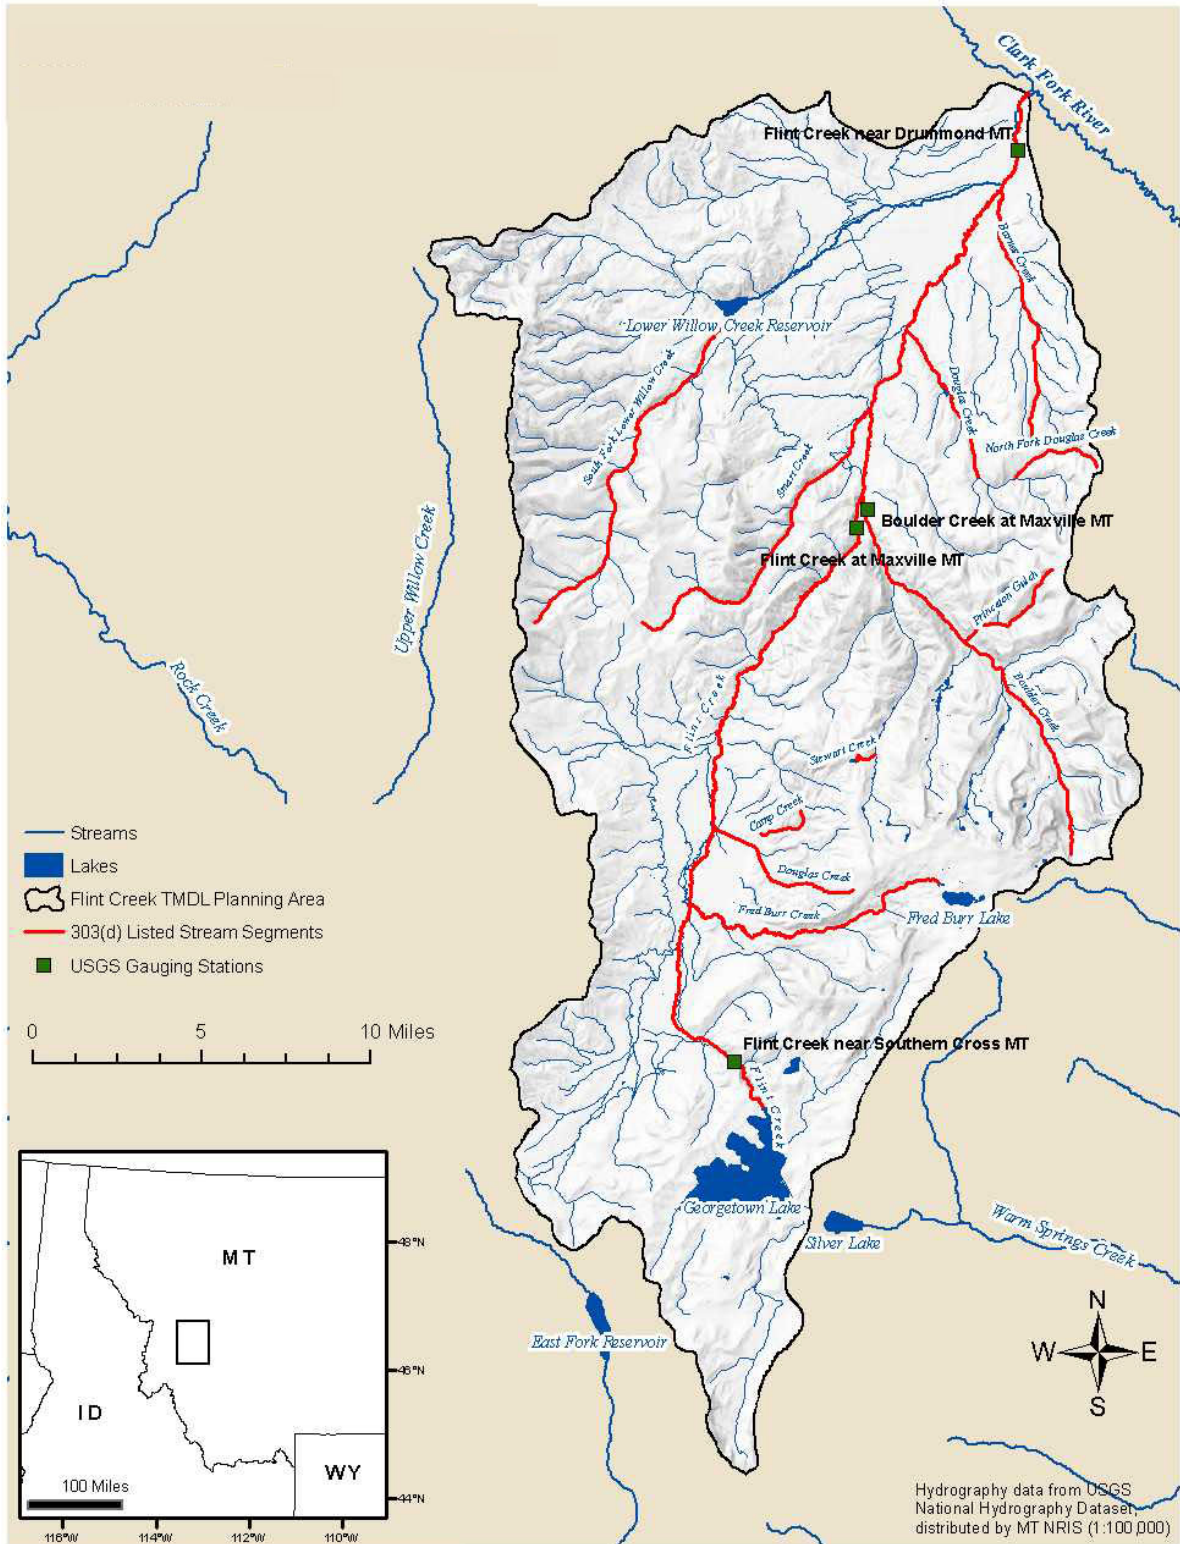 Clark Fork River
Flint Creek near Drummond MT
Barnes Creek
Lower Willow Creek Reservoir
South Fork Lower Willow Creek
Douglas Creek
North Fork Douglas Creek
Smart Creek
Boulder Creek at Maxville MT
Flint Creek at Maxville MT
Upper Willow Creek
Princeton Gulch
Rock Creek
Boulder Creek
Flint Creek
Stewart Creek
Camp Creek
Douglas Creek
Fred Burr Creek
Fred Burr Lake
Streams
Lakes
Flint Creek TMDL Planning Area
303(d) Listed Stream Segments
USGS Gauging Stations
0 5 10 Miles
Flint Creek near Southern Cross MT
Flint Creek
Georgetown Lake
Silver Lake
Warm Springs Creek
East Fork Reservoir
N
W E
S
MT
ID
WY
100 Miles
48°N
46°N
44°N
116°W 114°W 112°W 110°W
Hydrography data from USGS
National Hydrography Dataset,
distributed by MT NRIS (1:100,000)